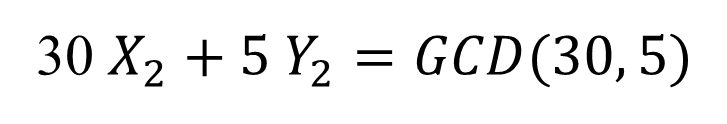 30 X₂ + 5 Y₂ = GCD(30, 5)